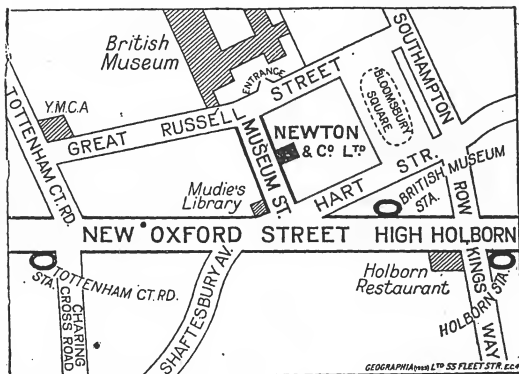 British
Museum
ENTRANCE
SOUTHAMPTON
ROW
Y.M.C.A
TOTTENHAM CT. RD.
GREAT RUSSELL STREET
BLOOMSBURY
SQUARE
MUSEUM ST.
NEWTON
& Co. LTD
HART STR.
BRITISH MUSEUM
STA.
Mudie's
Library
NEW OXFORD STREET HIGH HOLBORN
STA.
TOTTENHAM CT. RD.
CHARING
CROSS ROAD
SHAFTESBURY AV.
Holborn
Restaurant
KINGS
WAY
HOLBORN STA.
GEOGRAPHIA (1923) LTD 55 FLEET STR. E.C.4